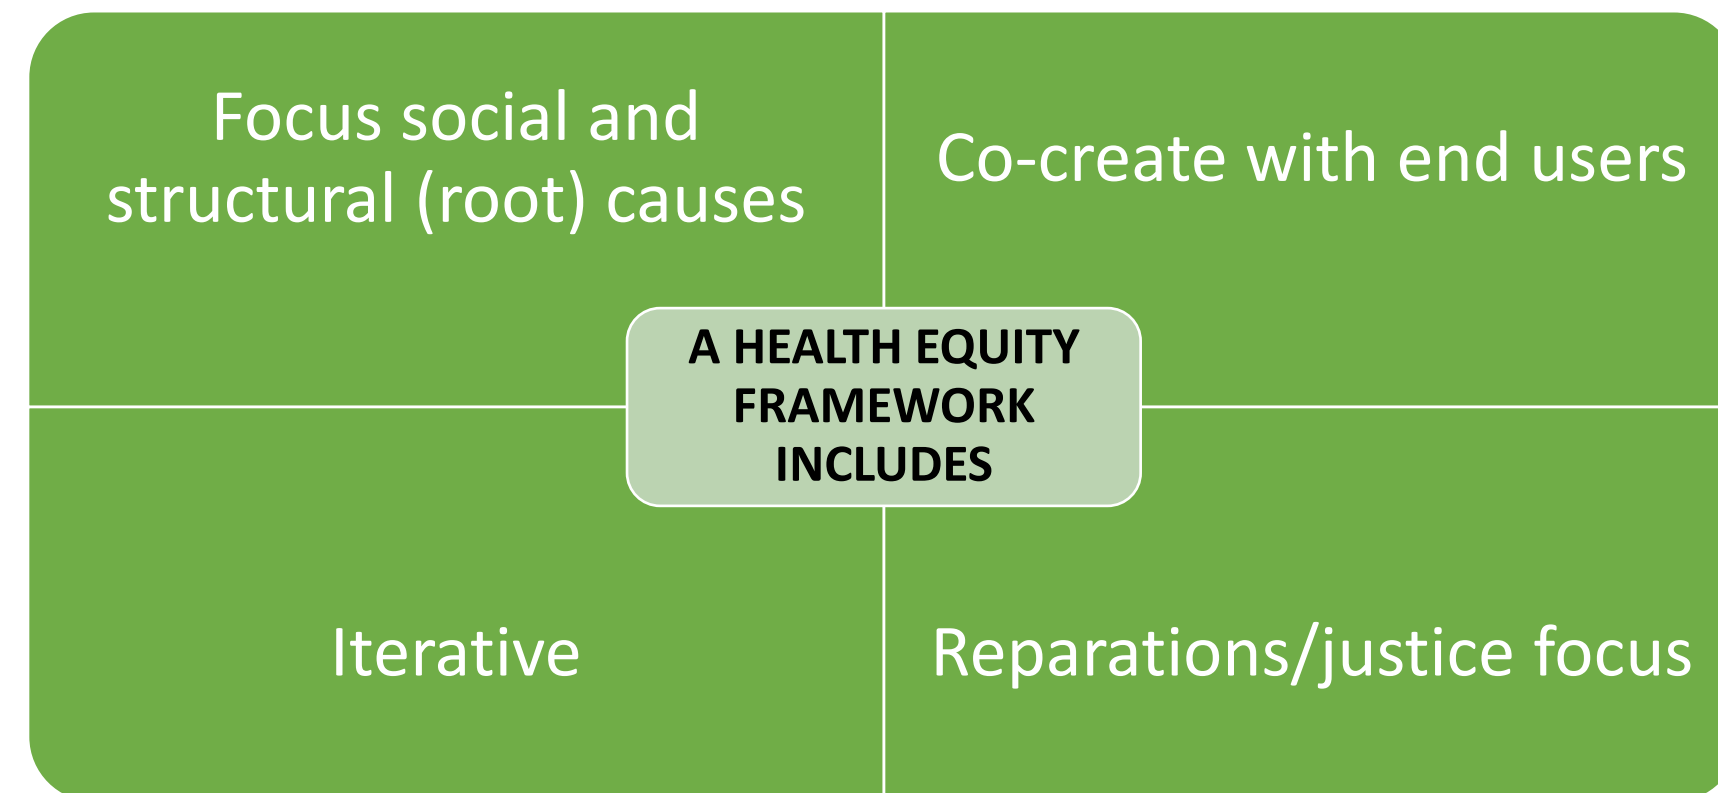 Focus social and
structural (root) causes
Co-create with end users
A HEALTH EQUITY
FRAMEWORK
INCLUDES
Iterative
Reparations/justice focus